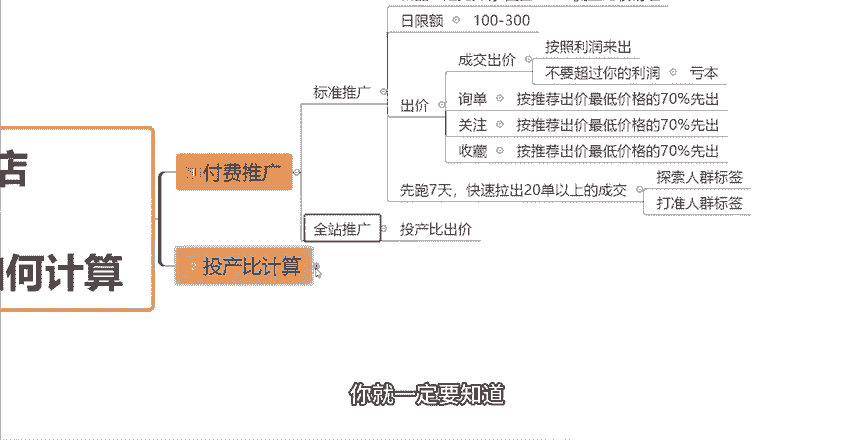 日限额 100-300
成交出价 按照利润来出
不要超过你的利润 亏本
标准推广 出价
询单 按推荐出价最低价格的70%先出
关注 按推荐出价最低价格的70%先出
收藏 按推荐出价最低价格的70%先出
店
付费推广
先跑7天，快速拉出20单以上的成交 探索人群标签
打准人群标签
全站推广 投产比出价
何计算
? 投产比计算
你就一定要知道